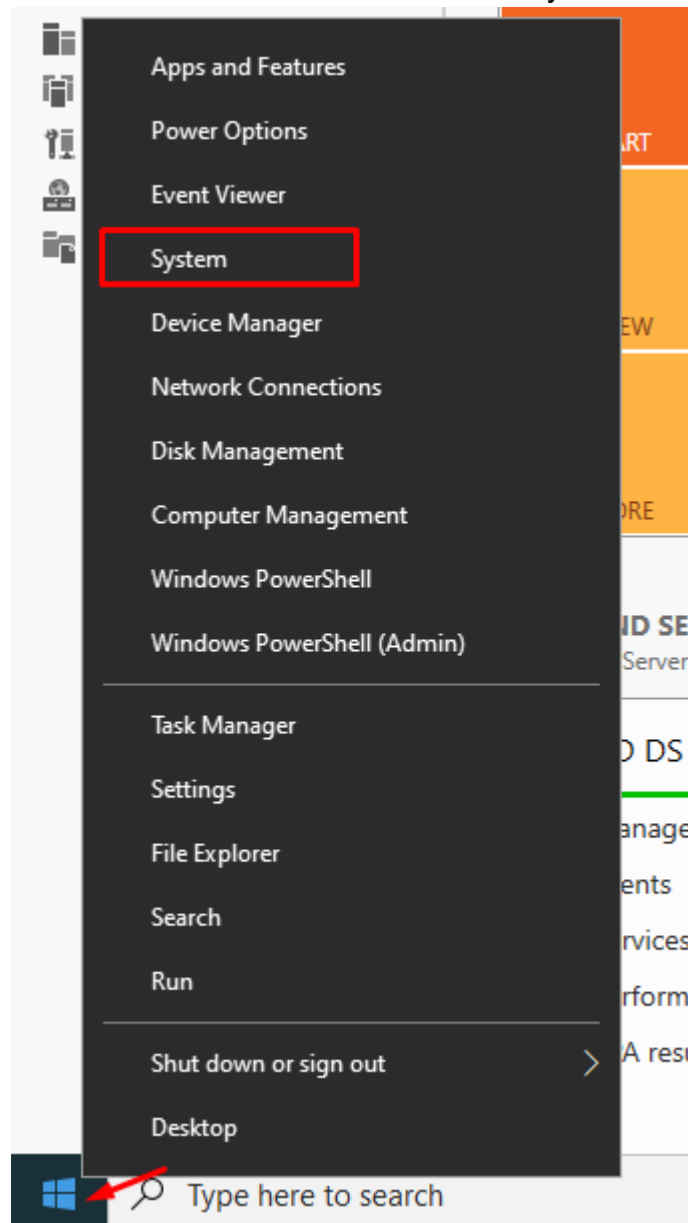 Apps and Features
Power Options
Event Viewer
System
Device Manager
Network Connections
Disk Management
Computer Management
Windows PowerShell
Windows PowerShell (Admin)
Task Manager
Settings
File Explorer
Search
Run
Shut down or sign out
Desktop
Type here to search
ART
EW
ORE
ND SE
Server
D DS
anage
ents
rvices
rform
A resu